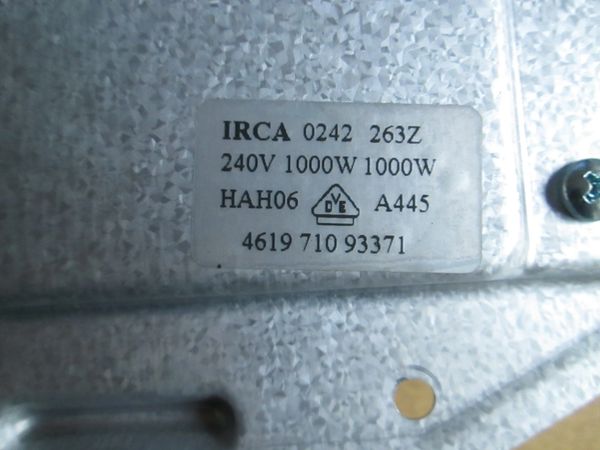 IRCA 0242 263Z
240V 1000W 1000W
HAH06 VDE A445
4619 710 93371